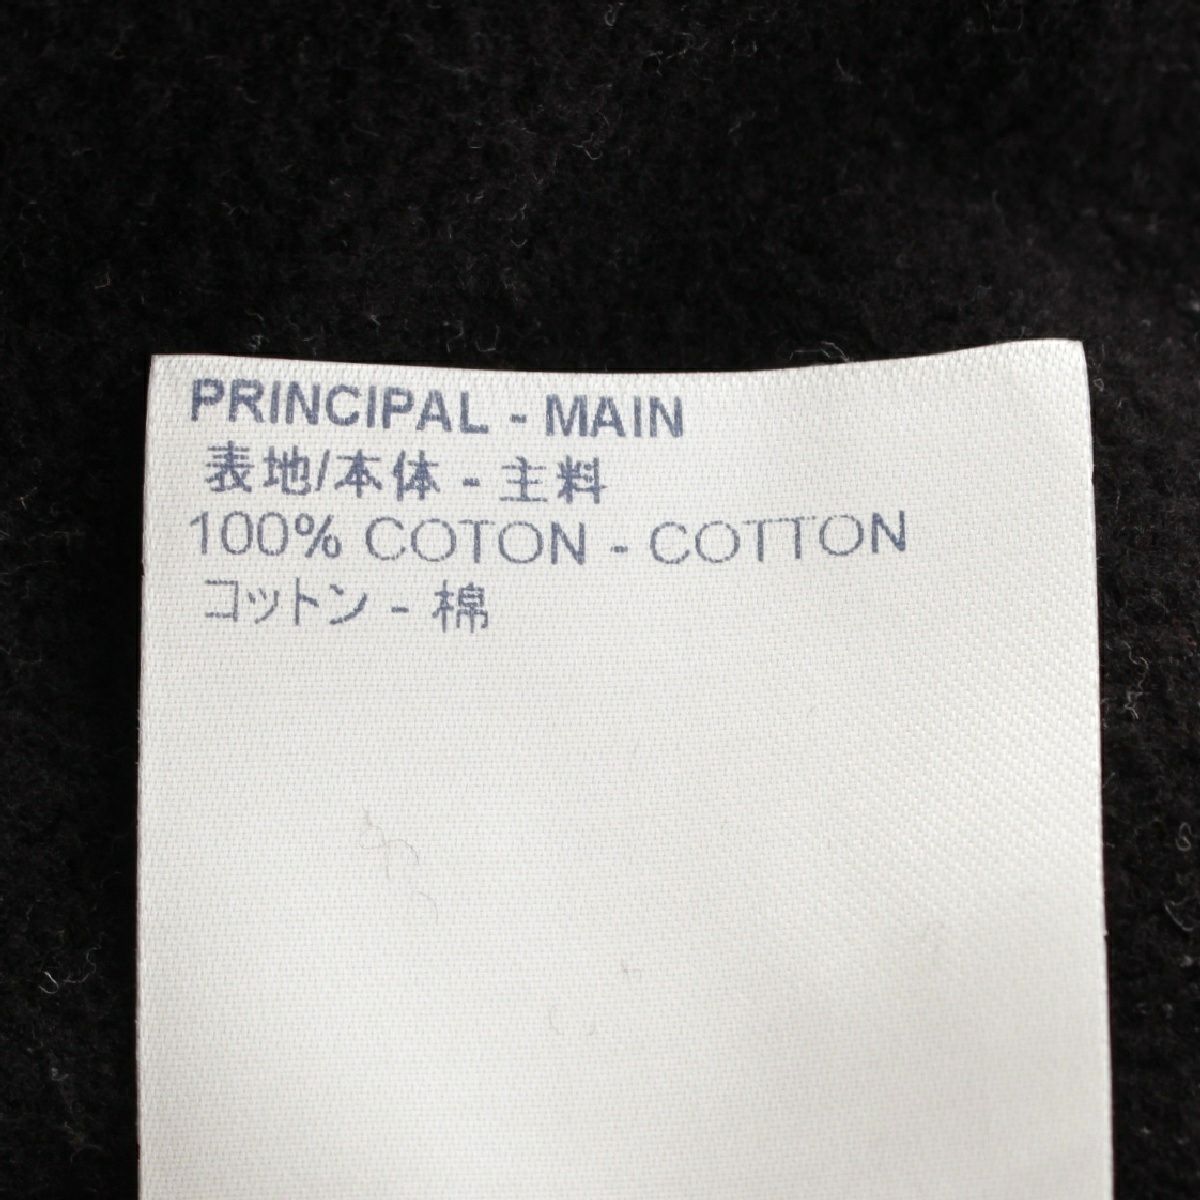 PRINCIPAL - MAIN
表地/本体 - 主料
100% COTON - COTTON
コットン - 棉